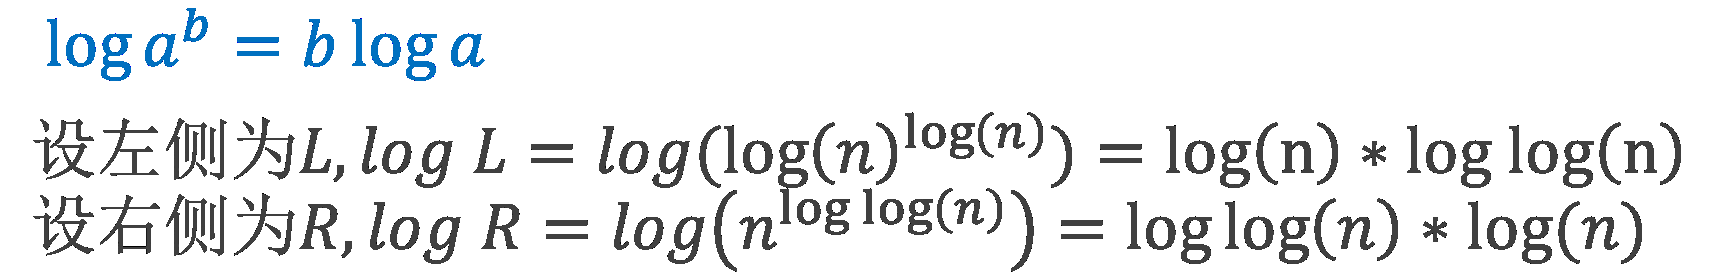 log a^b = b log a
设左侧为L, log L = log(log(n)^log(n)) = log(n) * log log(n)
设右侧为R, log R = log(n^log log(n)) = log log(n) * log(n)